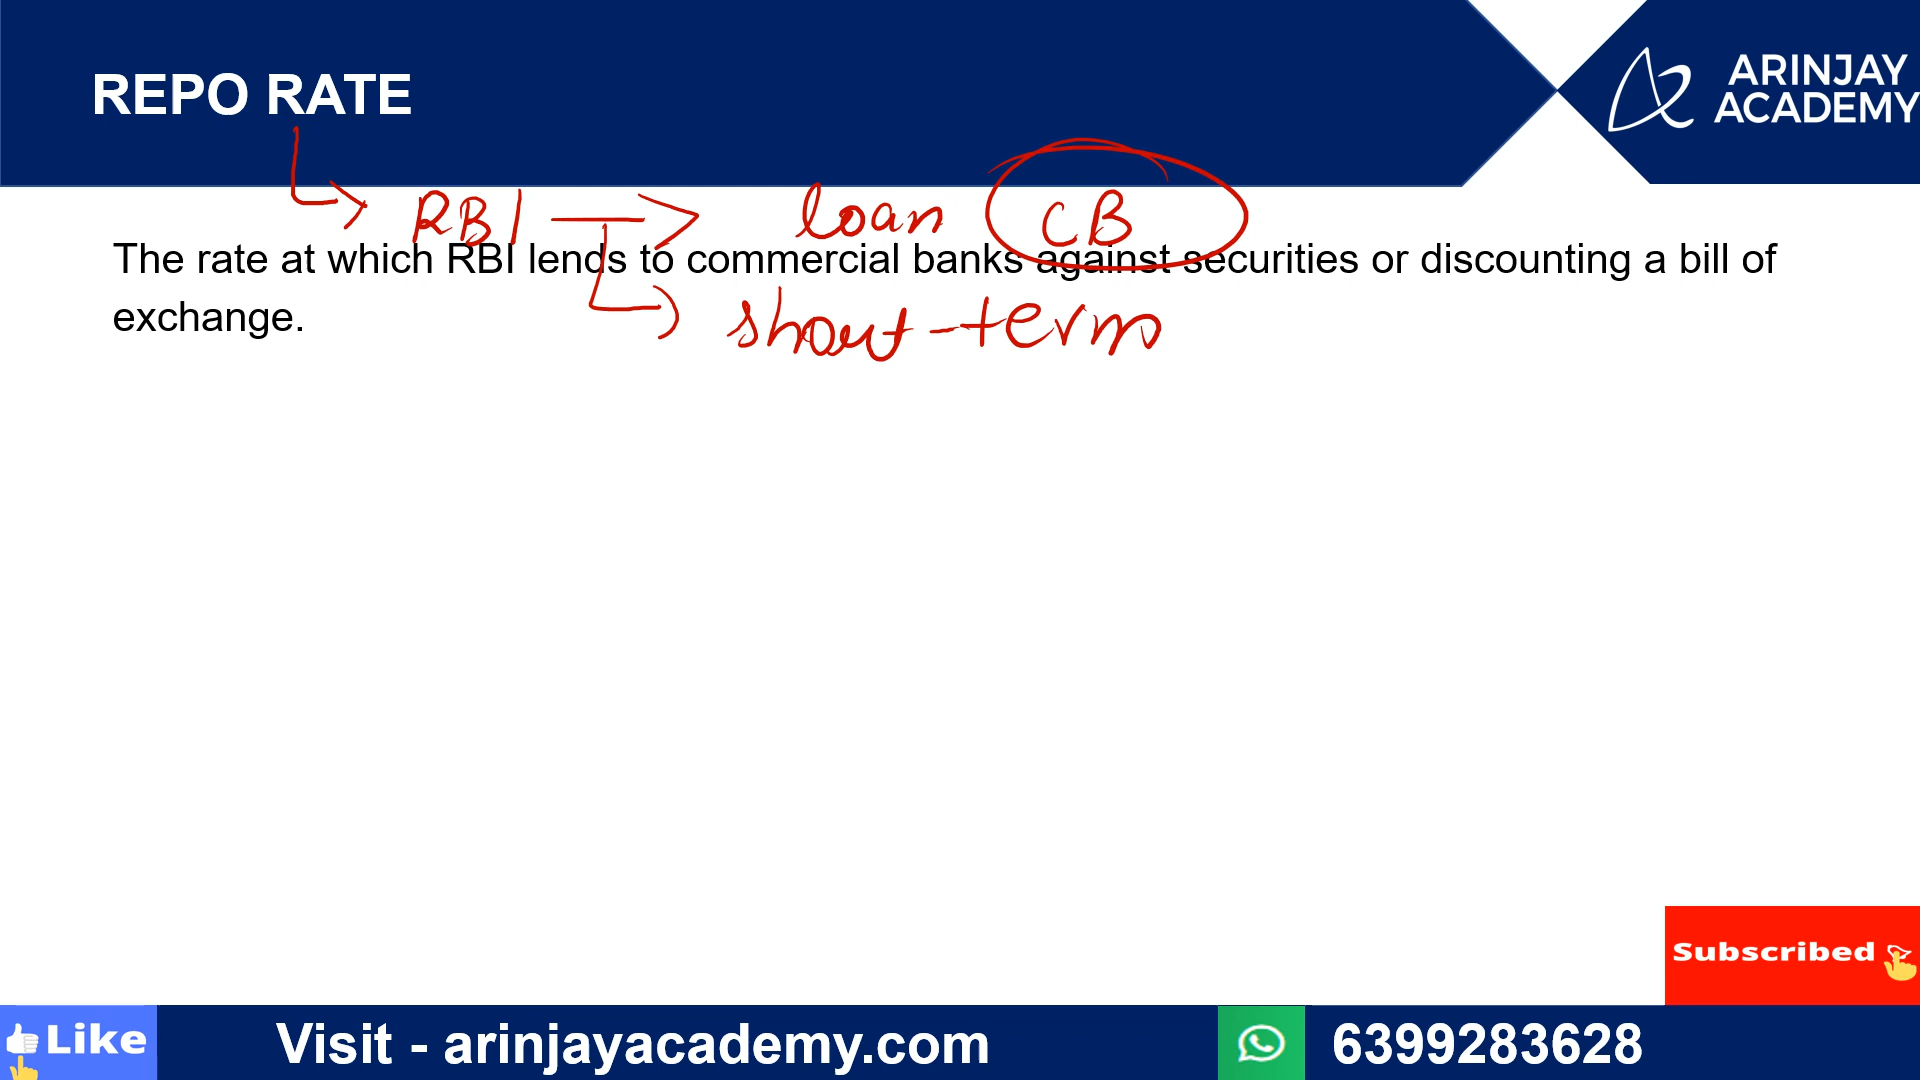 REPO RATE
ARINJAY
ACADEMY
RBI → loan CB
The rate at which RBI lends to commercial banks against securities or discounting a bill of
exchange.
short-term
Subscribed
Like
Visit - arinjayacademy.com
6399283628